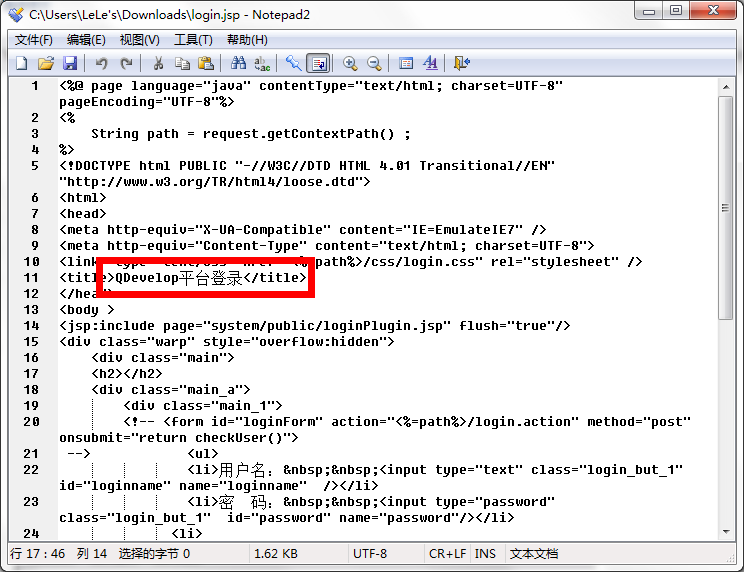 C:\Users\LeLe's\Downloads\login.jsp - Notepad2
文件(F) 编辑(E) 视图(V) 工具(T) 帮助(H)
1 <%@ page language="java" contentType="text/html; charset=UTF-8"
pageEncoding="UTF-8"%>
2 <%
3 String path = request.getContextPath() ;
4 %>
5 <!DOCTYPE html PUBLIC "-//W3C//DTD HTML 4.01 Transitional//EN"
"http://www.w3.org/TR/html4/loose.dtd">
6 <html>
7 <head>
8 <meta http-equiv="X-UA-Compatible" content="IE=EmulateIE7" />
9 <meta http-equiv="Content-Type" content="text/html; charset=UTF-8">
10 <link type="text/css" href="<%=path%>/css/login.css" rel="stylesheet" />
11 <title>QDevelop平台登录</title>
12 </head>
13 <body >
14 <jsp:include page="system/public/loginPlugin.jsp" flush="true"/>
15 <div class="warp" style="overflow:hidden">
16 <div class="main">
17 <h2></h2>
18 <div class="main_a">
19 <div class="main_1">
20 <!-- <form id="loginForm" action="<%=path%>/login.action" method="post"
onsubmit="return checkUser()">
21 --> <ul>
22 <li>用户名：&nbsp;&nbsp;<input type="text" class="login_but_1"
id="loginname" name="loginname" /></li>
23 <li>密 码：&nbsp;&nbsp;<input type="password"
class="login_but_1" id="password" name="password"/></li>
24 <li>
行 17 : 46 列 14 选择的字节 0 1.62 KB UTF-8 CR+LF INS 文本文档